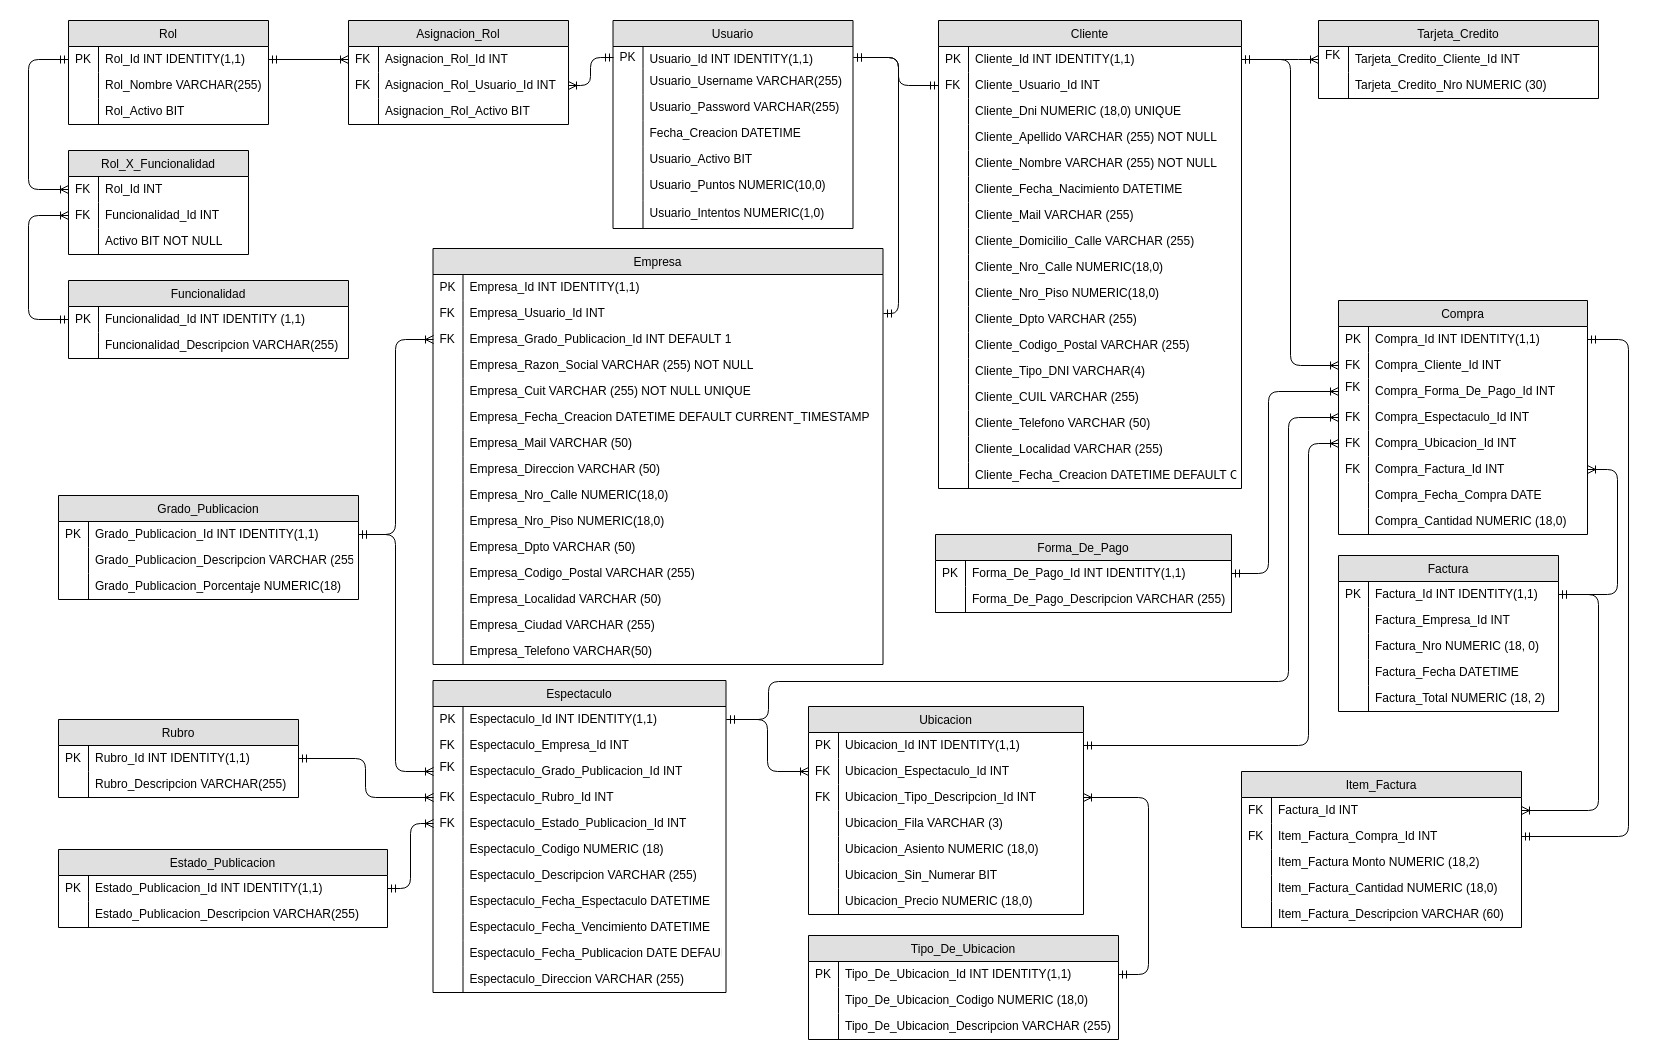 Rol
PK Rol_Id INT IDENTITY(1,1)
Rol_Nombre VARCHAR(255)
Rol_Activo BIT
Asignacion_Rol
FK Asignacion_Rol_Id INT
FK Asignacion_Rol_Usuario_Id INT
Asignacion_Rol_Activo BIT
Usuario
PK Usuario_Id INT IDENTITY(1,1)
Usuario_Username VARCHAR(255)
Usuario_Password VARCHAR(255)
Fecha_Creacion DATETIME
Usuario_Activo BIT
Usuario_Puntos NUMERIC(10,0)
Usuario_Intentos NUMERIC(1,0)
Cliente
PK Cliente_Id INT IDENTITY(1,1)
FK Cliente_Usuario_Id INT
Cliente_Dni NUMERIC (18,0) UNIQUE
Cliente_Apellido VARCHAR (255) NOT NULL
Cliente_Nombre VARCHAR (255) NOT NULL
Cliente_Fecha_Nacimiento DATETIME
Cliente_Mail VARCHAR (255)
Cliente_Domicilio_Calle VARCHAR (255)
Cliente_Nro_Calle NUMERIC(18,0)
Cliente_Nro_Piso NUMERIC(18,0)
Cliente_Dpto VARCHAR (255)
Cliente_Codigo_Postal VARCHAR (255)
Cliente_Tipo_DNI VARCHAR(4)
Cliente_CUIL VARCHAR (255)
Cliente_Telefono VARCHAR (50)
Cliente_Localidad VARCHAR (255)
Cliente_Fecha_Creacion DATETIME DEFAULT C
Tarjeta_Credito
FK Tarjeta_Credito_Cliente_Id INT
Tarjeta_Credito_Nro NUMERIC (30)
Rol_X_Funcionalidad
FK Rol_Id INT
FK Funcionalidad_Id INT
Activo BIT NOT NULL
Funcionalidad
PK Funcionalidad_Id INT IDENTITY (1,1)
Funcionalidad_Descripcion VARCHAR(255)
Empresa
PK Empresa_Id INT IDENTITY(1,1)
FK Empresa_Usuario_Id INT
FK Empresa_Grado_Publicacion_Id INT DEFAULT 1
Empresa_Razon_Social VARCHAR (255) NOT NULL
Empresa_Cuit VARCHAR (255) NOT NULL UNIQUE
Empresa_Fecha_Creacion DATETIME DEFAULT CURRENT_TIMESTAMP
Empresa_Mail VARCHAR (50)
Empresa_Direccion VARCHAR (50)
Empresa_Nro_Calle NUMERIC(18,0)
Empresa_Nro_Piso NUMERIC(18,0)
Empresa_Dpto VARCHAR (50)
Empresa_Codigo_Postal VARCHAR (255)
Empresa_Localidad VARCHAR (50)
Empresa_Ciudad VARCHAR (255)
Empresa_Telefono VARCHAR(50)
Compra
PK Compra_Id INT IDENTITY(1,1)
FK Compra_Cliente_Id INT
FK Compra_Forma_De_Pago_Id INT
FK Compra_Espectaculo_Id INT
FK Compra_Ubicacion_Id INT
FK Compra_Factura_Id INT
Compra_Fecha_Compra DATE
Compra_Cantidad NUMERIC (18,0)
Grado_Publicacion
PK Grado_Publicacion_Id INT IDENTITY(1,1)
Grado_Publicacion_Descripcion VARCHAR (255
Grado_Publicacion_Porcentaje NUMERIC(18)
Forma_De_Pago
PK Forma_De_Pago_Id INT IDENTITY(1,1)
Forma_De_Pago_Descripcion VARCHAR (255)
Factura
PK Factura_Id INT IDENTITY(1,1)
Factura_Empresa_Id INT
Factura_Nro NUMERIC (18, 0)
Factura_Fecha DATETIME
Factura_Total NUMERIC (18, 2)
Rubro
PK Rubro_Id INT IDENTITY(1,1)
Rubro_Descripcion VARCHAR(255)
Estado_Publicacion
PK Estado_Publicacion_Id INT IDENTITY(1,1)
Estado_Publicacion_Descripcion VARCHAR(255)
Espectaculo
PK Espectaculo_Id INT IDENTITY(1,1)
FK Espectaculo_Empresa_Id INT
FK Espectaculo_Grado_Publicacion_Id INT
FK Espectaculo_Rubro_Id INT
FK Espectaculo_Estado_Publicacion_Id INT
Espectaculo_Codigo NUMERIC (18)
Espectaculo_Descripcion VARCHAR (255)
Espectaculo_Fecha_Espectaculo DATETIME
Espectaculo_Fecha_Vencimiento DATETIME
Espectaculo_Fecha_Publicacion DATE DEFAU
Espectaculo_Direccion VARCHAR (255)
Ubicacion
PK Ubicacion_Id INT IDENTITY(1,1)
FK Ubicacion_Espectaculo_Id INT
FK Ubicacion_Tipo_Descripcion_Id INT
Ubicacion_Fila VARCHAR (3)
Ubicacion_Asiento NUMERIC (18,0)
Ubicacion_Sin_Numerar BIT
Ubicacion_Precio NUMERIC (18,0)
Item_Factura
FK Factura_Id INT
FK Item_Factura_Compra_Id INT
Item_Factura Monto NUMERIC (18,2)
Item_Factura_Cantidad NUMERIC (18,0)
Item_Factura_Descripcion VARCHAR (60)
Tipo_De_Ubicacion
PK Tipo_De_Ubicacion_Id INT IDENTITY(1,1)
Tipo_De_Ubicacion_Codigo NUMERIC (18,0)
Tipo_De_Ubicacion_Descripcion VARCHAR (255)